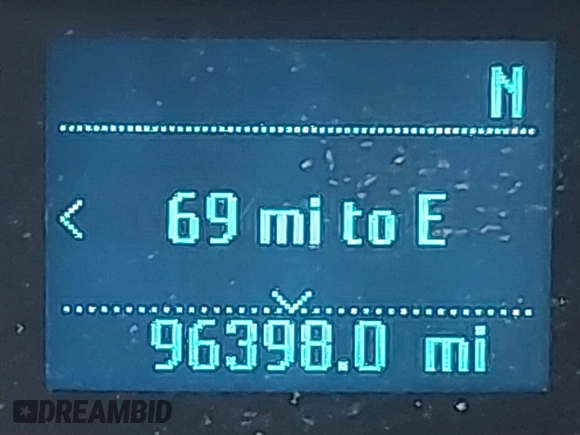 N
< 69 mi to E
96398.0 mi
DREAMBID